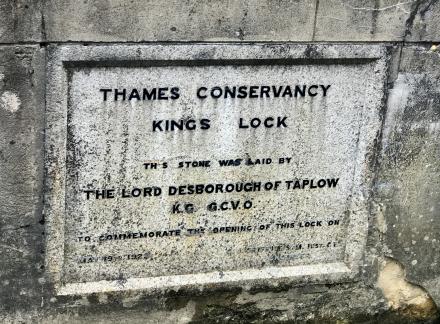 THAMES CONSERVANCY
KINGS LOCK
THIS STONE WAS LAID BY
THE LORD DESBOROUGH OF TAPLOW
K.G. G.C.V.O.
TO COMMEMORATE THE OPENING OF THIS LOCK ON